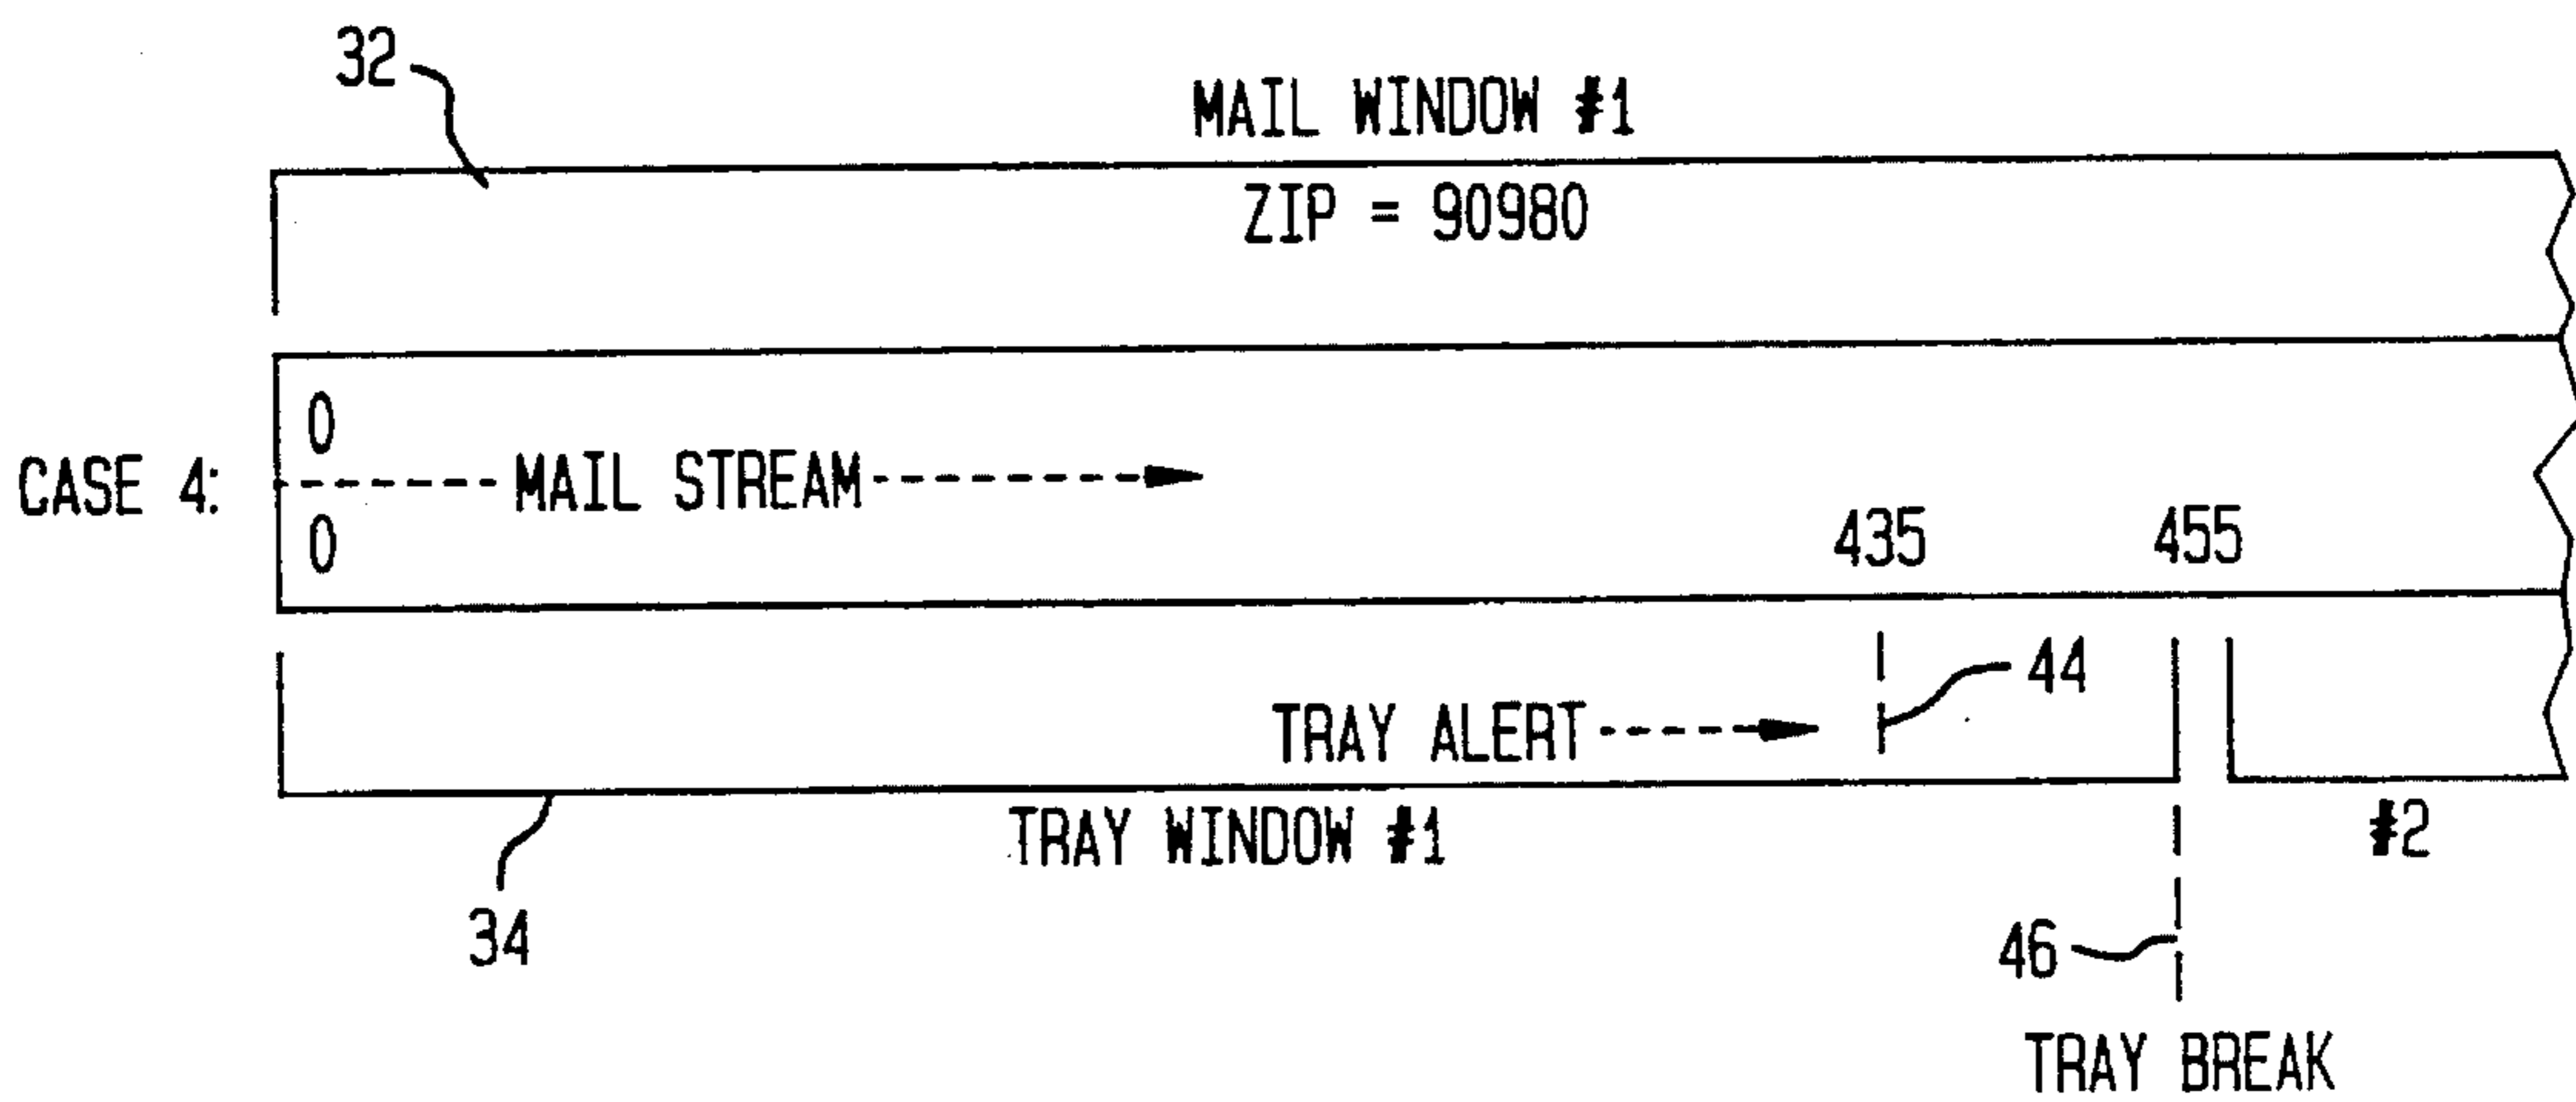 32
MAIL WINDOW #1
ZIP = 90980
0
CASE 4:
MAIL STREAM
0
435
455
44
TRAY ALERT
TRAY WINDOW #1
#2
34
46
TRAY BREAK